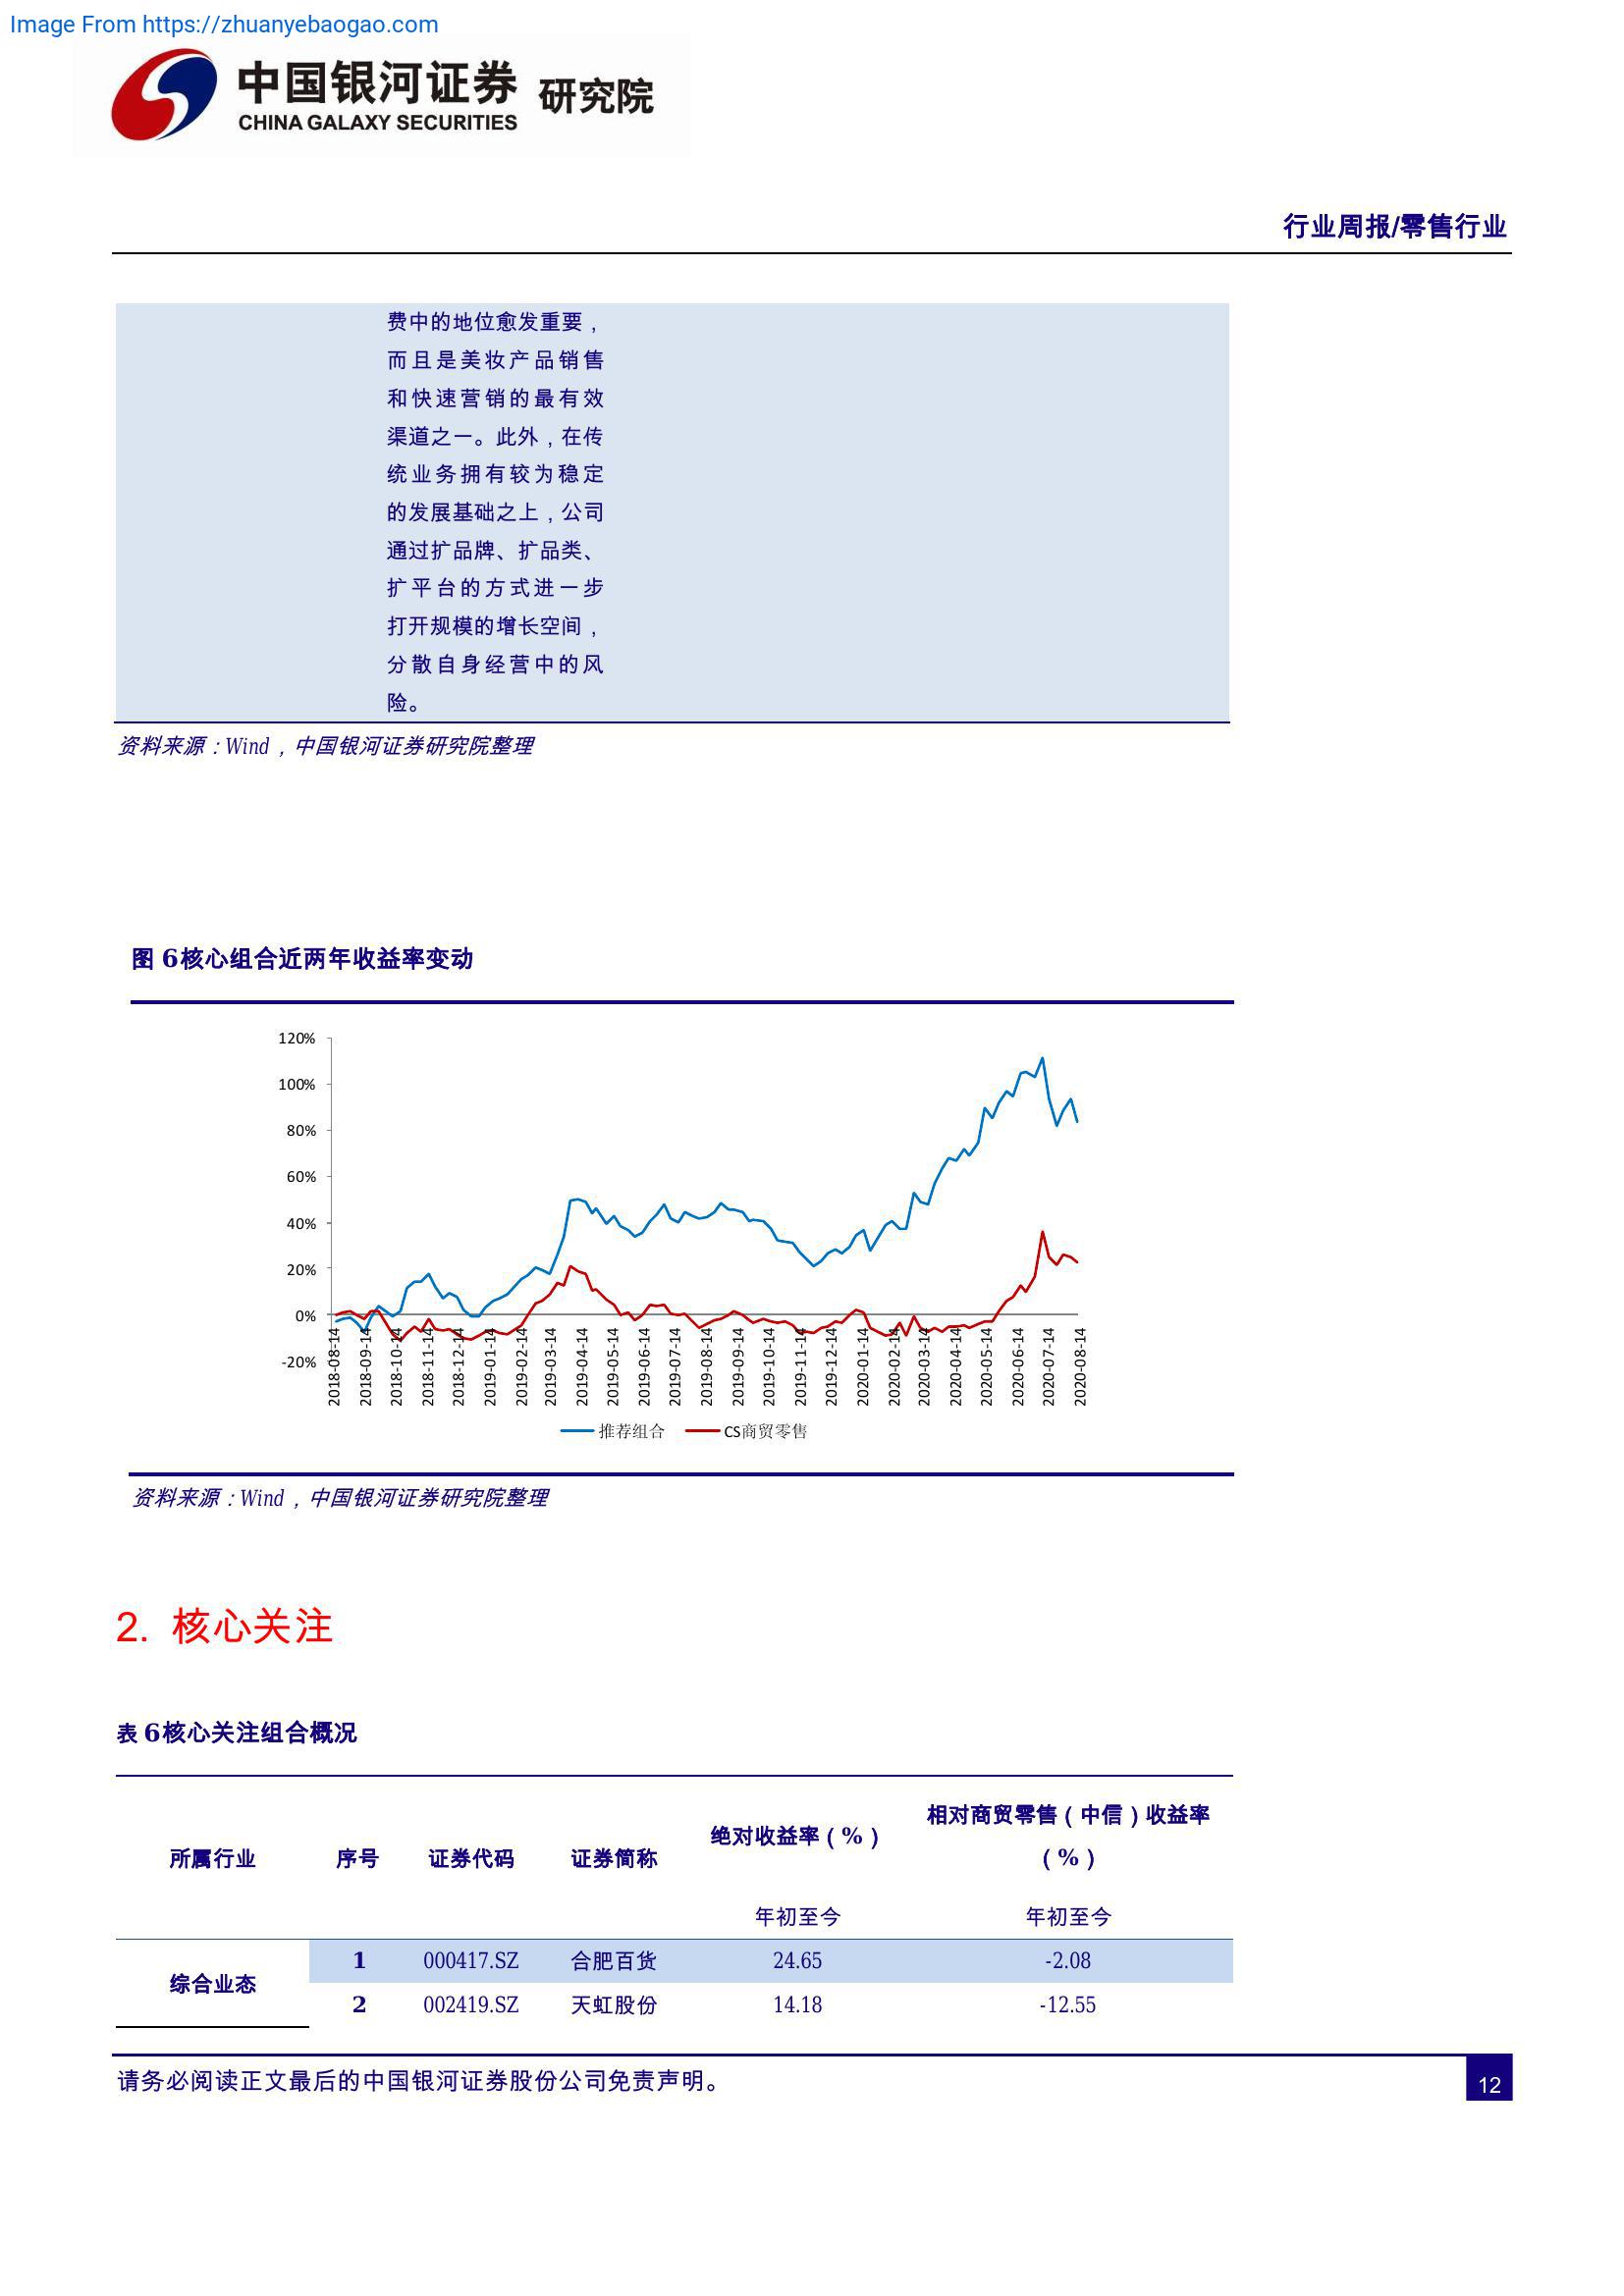 Image From https://zhuanyebaogao.com
中国银河证券 研究院
CHINA GALAXY SECURITIES
行业周报/零售行业
费中的地位愈发重要，
而且是美妆产品销售
和快速营销的最有效
渠道之一。此外，在传
统业务拥有较为稳定
的发展基础之上，公司
通过扩品牌、扩品类、
扩平台的方式进一步
打开规模的增长空间，
分散自身经营中的风
险。
资料来源：Wind，中国银河证券研究院整理
图 6核心组合近两年收益率变动
120%
100%
80%
60%
40%
20%
0%
-20%
2018-08-14
2018-09-14
2018-10-14
2018-11-14
2018-12-14
2019-01-14
2019-02-14
2019-03-14
2019-04-14
2019-05-14
2019-06-14
2019-07-14
2019-08-14
2019-09-14
2019-10-14
2019-11-14
2019-12-14
2020-01-14
2020-02-14
2020-03-14
2020-04-14
2020-05-14
2020-06-14
2020-07-14
2020-08-14
推荐组合 CS商贸零售
资料来源：Wind，中国银河证券研究院整理
2. 核心关注
表 6核心关注组合概况
所属行业 序号 证券代码 证券简称 绝对收益率（%） 相对商贸零售（中信）收益率
（%）
年初至今 年初至今
综合业态
1 000417.SZ 合肥百货 24.65 -2.08
2 002419.SZ 天虹股份 14.18 -12.55
请务必阅读正文最后的中国银河证券股份公司免责声明。
12